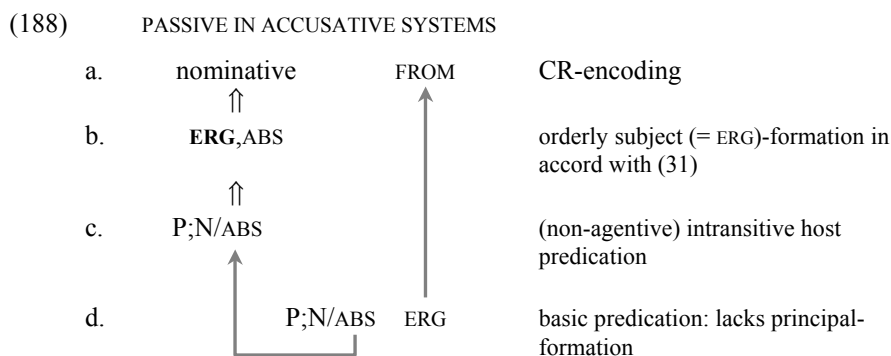 (188) PASSIVE IN ACCUSATIVE SYSTEMS
a. nominative FROM CR-encoding
⇑
b. ERG,ABS orderly subject (= ERG)-formation in
accord with (31)
⇑
c. P;N/ABS (non-agentive) intransitive host
predication
d. P;N/ABS ERG basic predication: lacks principal-
formation